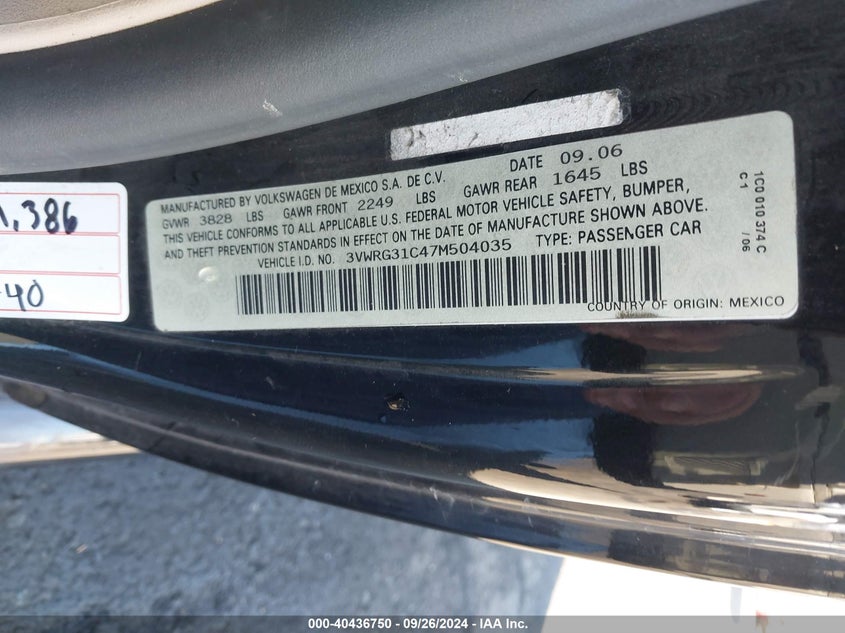 MANUFACTURED BY VOLKSWAGEN DE MEXICO S.A. DE C.V. DATE 09.06
GVWR 3828 LBS GAWR FRONT 2249 LBS GAWR REAR 1645 LBS
THIS VEHICLE CONFORMS TO ALL APPLICABLE U.S. FEDERAL MOTOR VEHICLE SAFETY, BUMPER,
AND THEFT PREVENTION STANDARDS IN EFFECT ON THE DATE OF MANUFACTURE SHOWN ABOVE.
VEHICLE I.D. NO. 3VWRG31C47M504035 TYPE: PASSENGER CAR
COUNTRY OF ORIGIN: MEXICO
1C0 010 374 C
C1 /06
,386
40
000-40436750 - 09/26/2024 - IAA Inc.